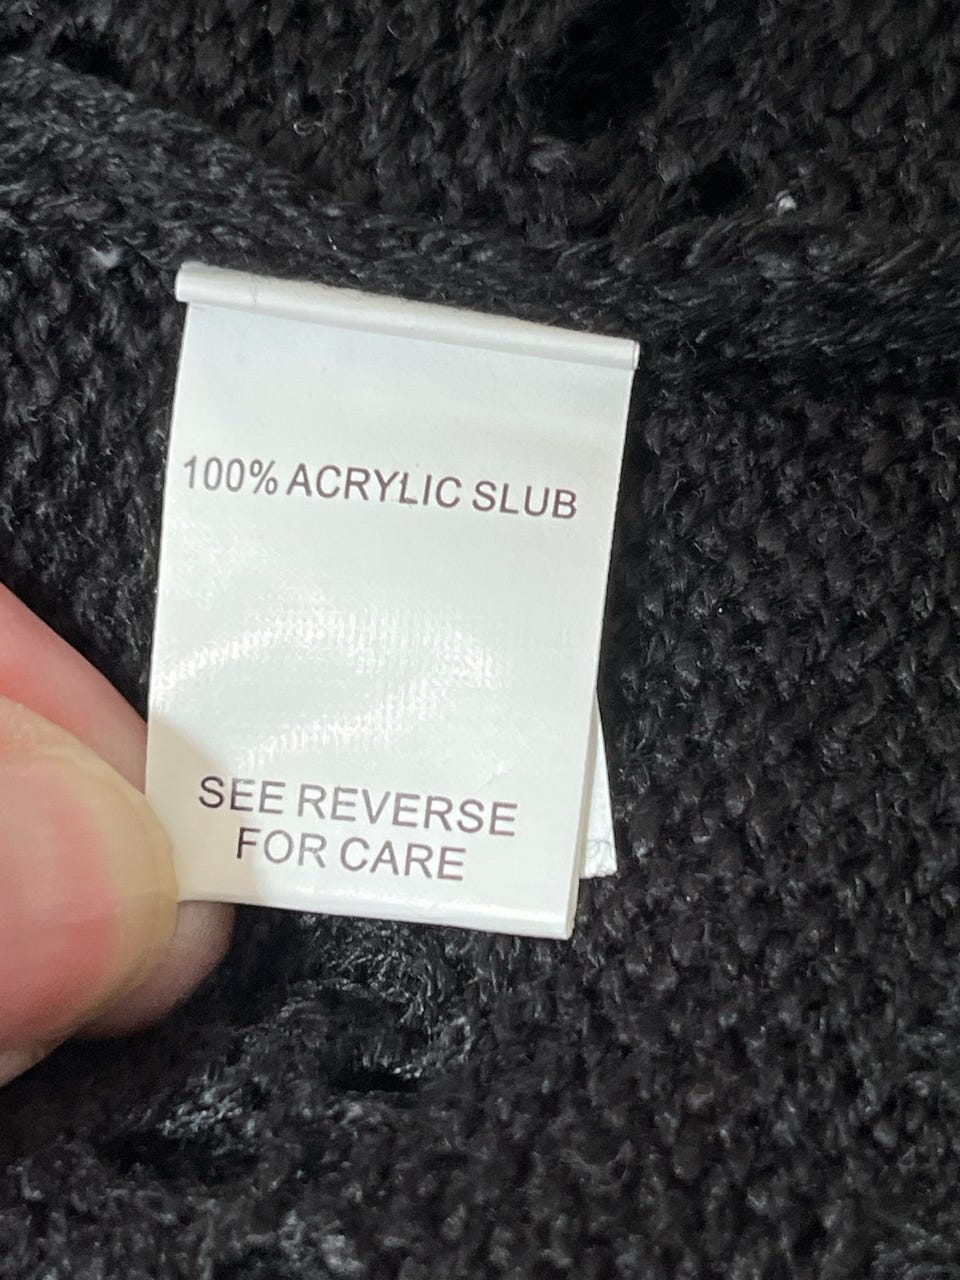 100% ACRYLIC SLUB
SEE REVERSE
FOR CARE